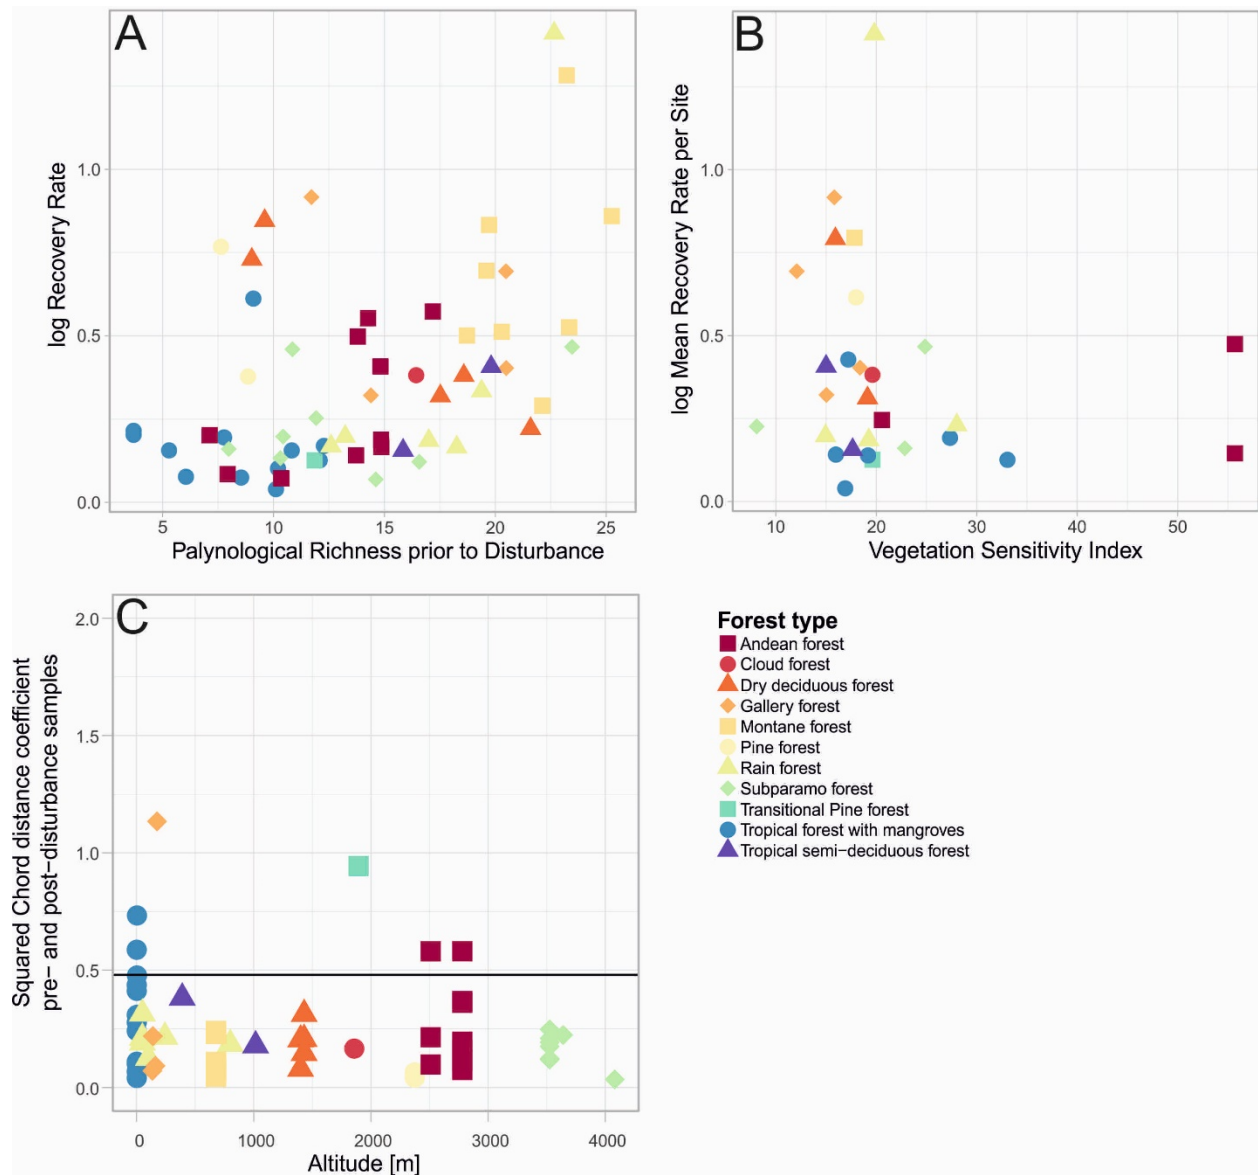 A
log Recovery Rate
1.0
0.5
0.0
5 10 15 20 25
Palynological Richness prior to Disturbance
B
log Mean Recovery Rate per Site
1.0
0.5
0.0
10 20 30 40 50
Vegetation Sensitivity Index
C
Squared Chord distance coefficient
pre− and post−disturbance samples
2.0
1.5
1.0
0.5
0.0
0 1000 2000 3000 4000
Altitude [m]
Forest type
Andean forest
Cloud forest
Dry deciduous forest
Gallery forest
Montane forest
Pine forest
Rain forest
Subparamo forest
Transitional Pine forest
Tropical forest with mangroves
Tropical semi−deciduous forest